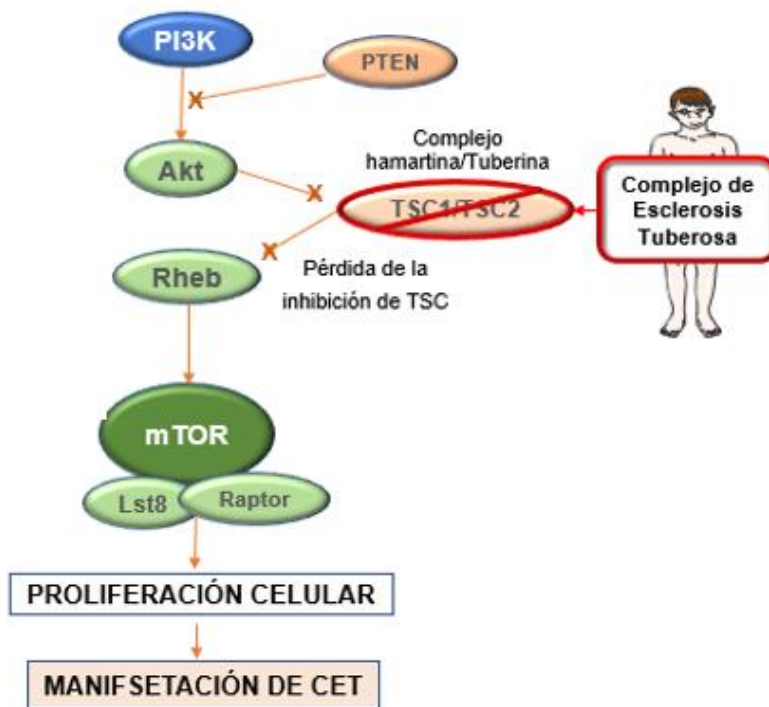 PI3K
PTEN
X
Akt
X
Complejo
hamartina/Tuberina
TSC1/TSC2
Complejo de
Esclerosis
Tuberosa
X
Rheb
Pérdida de la
inhibición de TSC
mTOR
Lst8
Raptor
PROLIFERACIÓN CELULAR
MANIFSETACIÓN DE CET